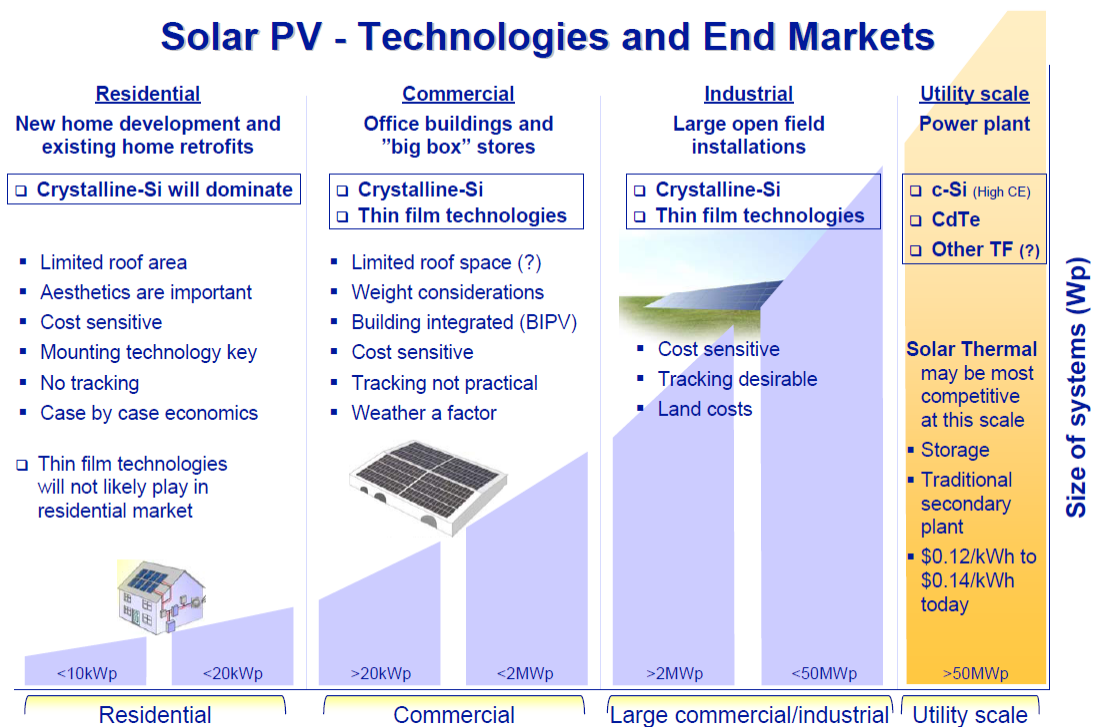 Solar PV - Technologies and End Markets
Residential
New home development and
existing home retrofits
Crystalline-Si will dominate
Limited roof area
Aesthetics are important
Cost sensitive
Mounting technology key
No tracking
Case by case economics
Thin film technologies
will not likely play in
residential market
<10kWp
<20kWp
Residential
Commercial
Office buildings and
”big box” stores
Crystalline-Si
Thin film technologies
Limited roof space (?)
Weight considerations
Building integrated (BIPV)
Cost sensitive
Tracking not practical
Weather a factor
>20kWp
<2MWp
Commercial
Industrial
Large open field
installations
Crystalline-Si
Thin film technologies
Cost sensitive
Tracking desirable
Land costs
>2MWp
<50MWp
Large commercial/industrial
Utility scale
Power plant
c-Si (High CE)
CdTe
Other TF (?)
Solar Thermal
may be most
competitive
at this scale
Storage
Traditional
secondary
plant
$0.12/kWh to
$0.14/kWh
today
>50MWp
Utility scale
Size of systems (Wp)